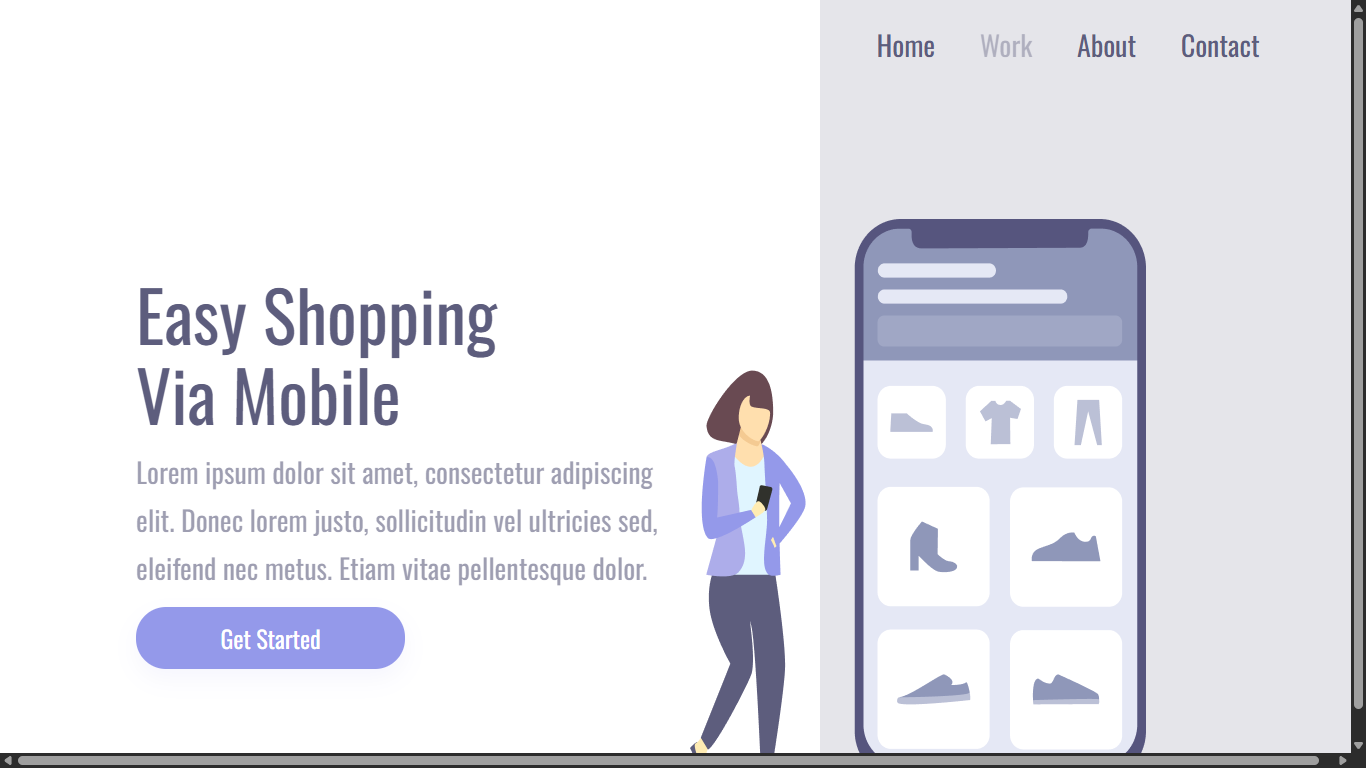 Home Work About Contact
Easy Shopping
Via Mobile
Lorem ipsum dolor sit amet, consectetur adipiscing
elit. Donec lorem justo, sollicitudin vel ultricies sed,
eleifend nec metus. Etiam vitae pellentesque dolor.
Get Started